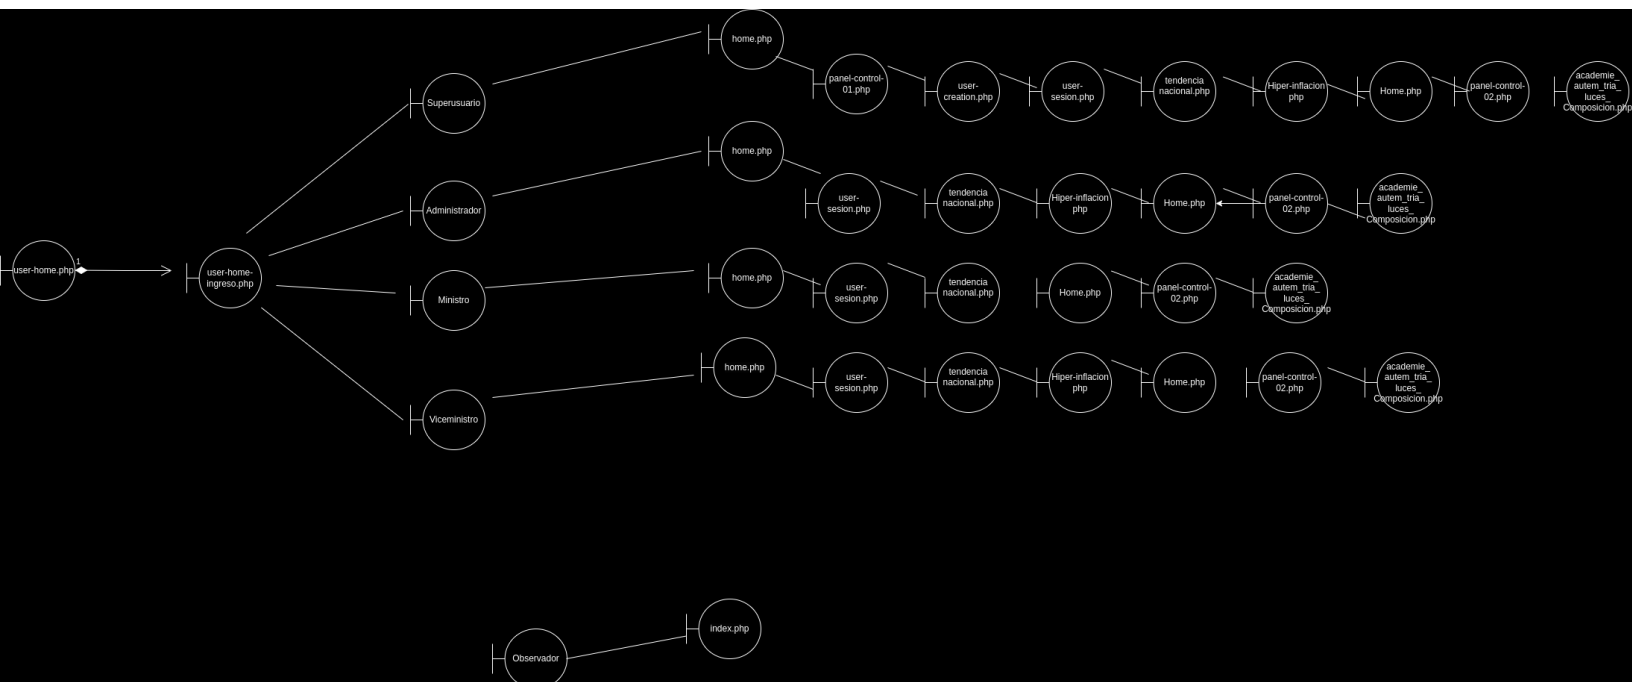 home.php
panel-control-
01.php
user-
creation.php
user-
sesion.php
tendencia
nacional.php
Hiper-inflacion
php
Home.php
panel-control-
02.php
academie_
autem_tria_
luces_
Composicion.php
Superusuario
home.php
user-
sesion.php
tendencia
nacional.php
Hiper-inflacion
php
Home.php
panel-control-
02.php
academie_
autem_tria_
luces_
Composicion.php
Administrador
user-home.php
1
user-home-
ingreso.php
home.php
user-
sesion.php
tendencia
nacional.php
Home.php
panel-control-
02.php
academie_
autem_tria_
luces_
Composicion.php
Ministro
home.php
user-
sesion.php
tendencia
nacional.php
Hiper-inflacion
php
Home.php
panel-control-
02.php
academie_
autem_tria_
luces_
Composicion.php
Viceministro
index.php
Observador